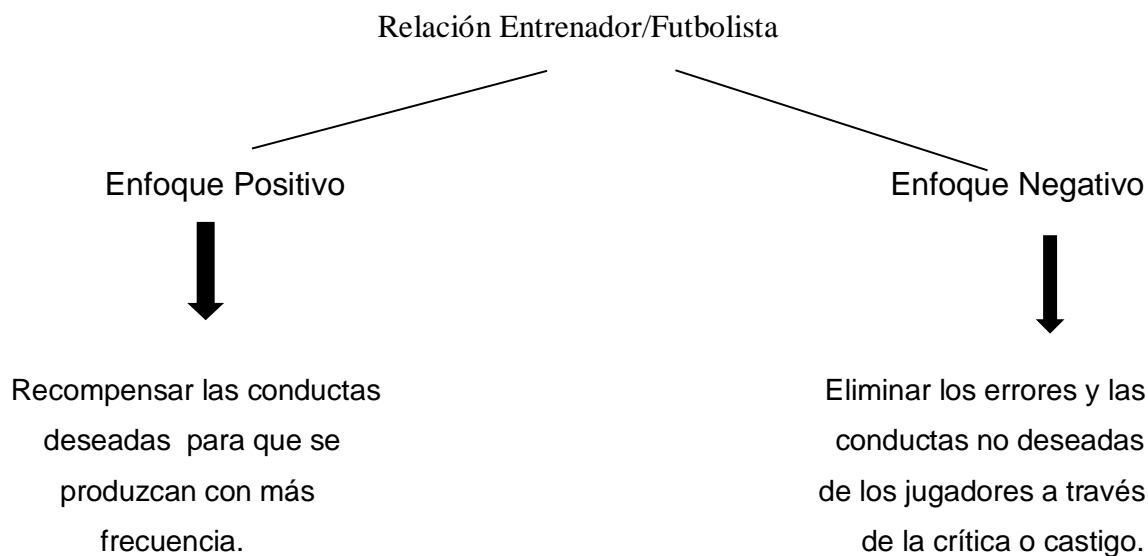 Relación Entrenador/Futbolista
Enfoque Positivo
Enfoque Negativo
Recompensar las conductas
deseadas para que se
produzcan con más
frecuencia.
Eliminar los errores y las
conductas no deseadas
de los jugadores a través
de la crítica o castigo.